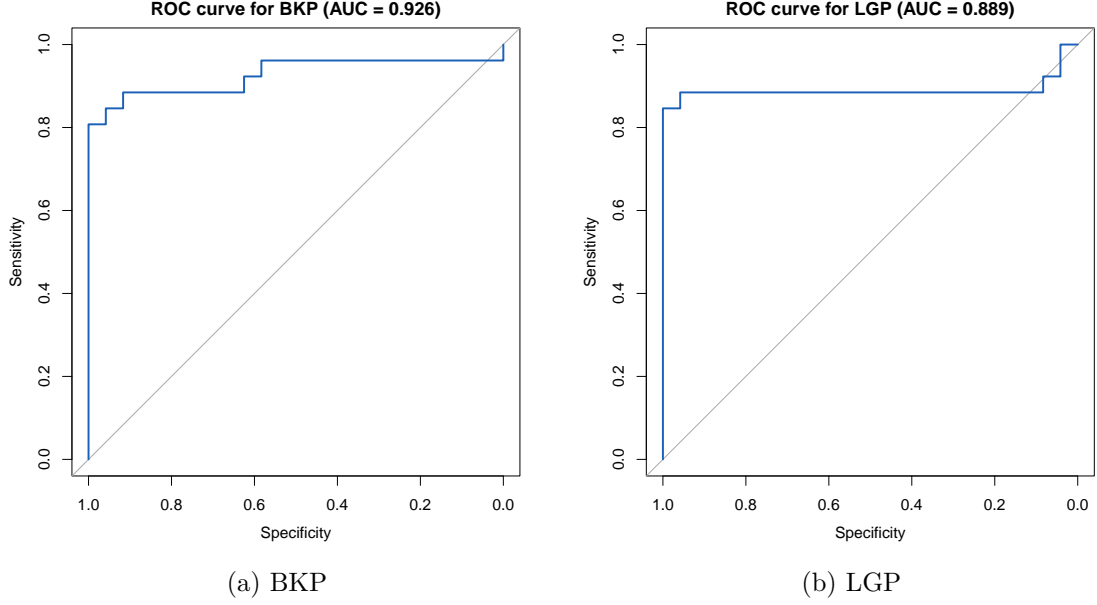 ROC curve for BKP (AUC = 0.926)
1.0
0.8
0.6
0.4
0.2
0.0
Sensitivity
1.0 0.8 0.6 0.4 0.2 0.0
Specificity
(a) BKP
ROC curve for LGP (AUC = 0.889)
1.0
0.8
0.6
0.4
0.2
0.0
Sensitivity
1.0 0.8 0.6 0.4 0.2 0.0
Specificity
(b) LGP